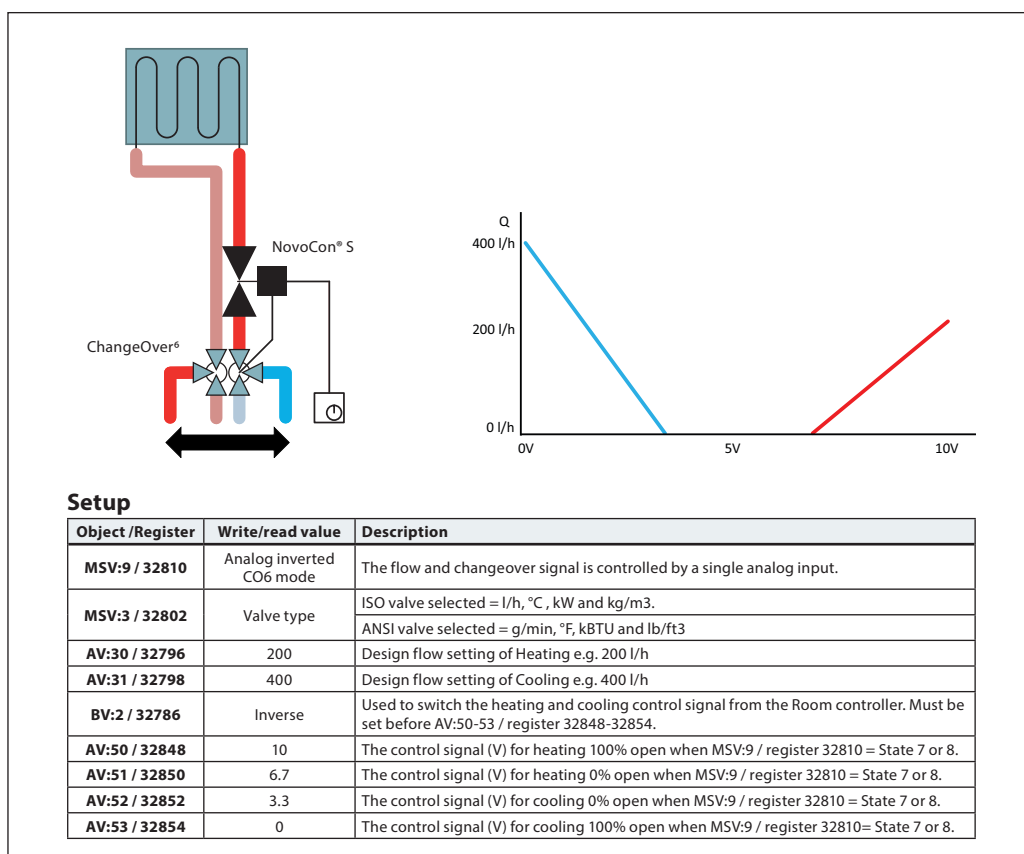 NovoCon® S
ChangeOver⁶
Q
400 l/h
200 l/h
0 l/h
0V
5V
10V
Setup
Object /Register
Write/read value
Description
MSV:9 / 32810
Analog inverted
CO6 mode
The flow and changeover signal is controlled by a single analog input.
MSV:3 / 32802
Valve type
ISO valve selected = l/h, °C , kW and kg/m3.
ANSI valve selected = g/min, °F, kBTU and lb/ft3
AV:30 / 32796
200
Design flow setting of Heating e.g. 200 l/h
AV:31 / 32798
400
Design flow setting of Cooling e.g. 400 l/h
BV:2 / 32786
Inverse
Used to switch the heating and cooling control signal from the Room controller. Must be
set before AV:50-53 / register 32848-32854.
AV:50 / 32848
10
The control signal (V) for heating 100% open when MSV:9 / register 32810 = State 7 or 8.
AV:51 / 32850
6.7
The control signal (V) for heating 0% open when MSV:9 / register 32810 = State 7 or 8.
AV:52 / 32852
3.3
The control signal (V) for cooling 0% open when MSV:9 / register 32810 = State 7 or 8.
AV:53 / 32854
0
The control signal (V) for cooling 100% open when MSV:9 / register 32810= State 7 or 8.